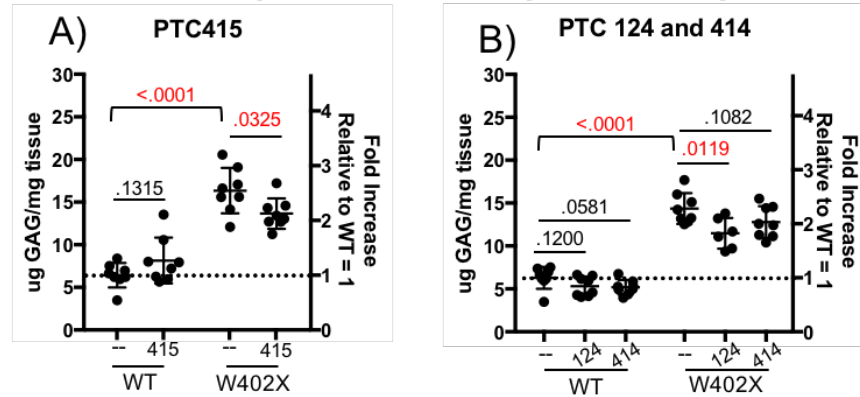 A)
PTC415
30
25
20
15
10
5
0
ug GAG/mg tissue
<.0001
.0325
.1315
4
3
2
1
0
Fold Increase
Relative to WT = 1
-- 415 -- 415
WT W402X
B)
PTC 124 and 414
30
25
20
15
10
5
0
ug GAG/mg tissue
.1082
<.0001
.0119
.0581
.1200
4
3
2
1
0
Fold Increase
Relative to WT = 1
-- 124 414 -- 124 414
WT W402X